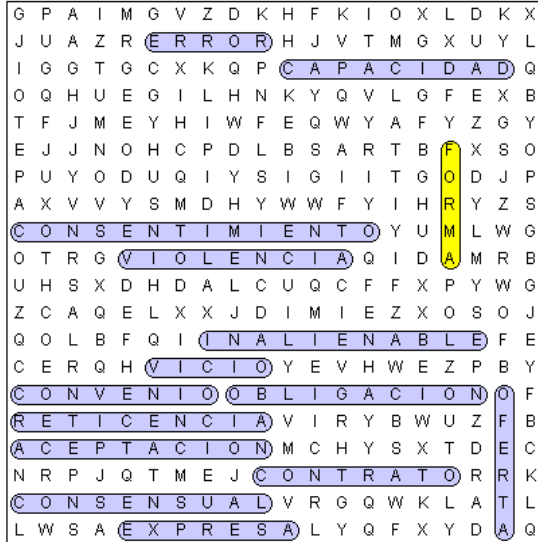 G P A I M G V Z D K H F K I O X L D K X
J U A Z R E R R O R H J V T M G X U Y L
I G G T G C X K Q P C A P A C I D A D Q
O Q H U E G I L H N K Y Q V L G F E X B
T F J M E Y H I W F E Q W Y A F Y Z G Y
E J J N O H C P D L B S A R T B F X S O
P U Y O D U Q I Y S I G I I T G O D J P
A X V V Y S M D H Y W W F Y I H R Y Z S
C O N S E N T I M I E N T O Y U M L W G
O T R G V I O L E N C I A Q I D A M R B
U H S X D H D A L C U Q C F F X P Y W G
Z C A Q E L X X J D I M I E Z X O S O J
Q O L B F Q I I N A L I E N A B L E F E
C E R Q H V I C I O Y E V H W E Z P B Y
C O N V E N I O O B L I G A C I O N O F
R E T I C E N C I A V I R Y B W U Z F B
A C E P T A C I O N M C H Y S X T D E C
N R P J Q T M E J C O N T R A T O R R K
C O N S E N S U A L V R G Q W K L A T L
L W S A E X P R E S A L Y Q F X Y D A Q